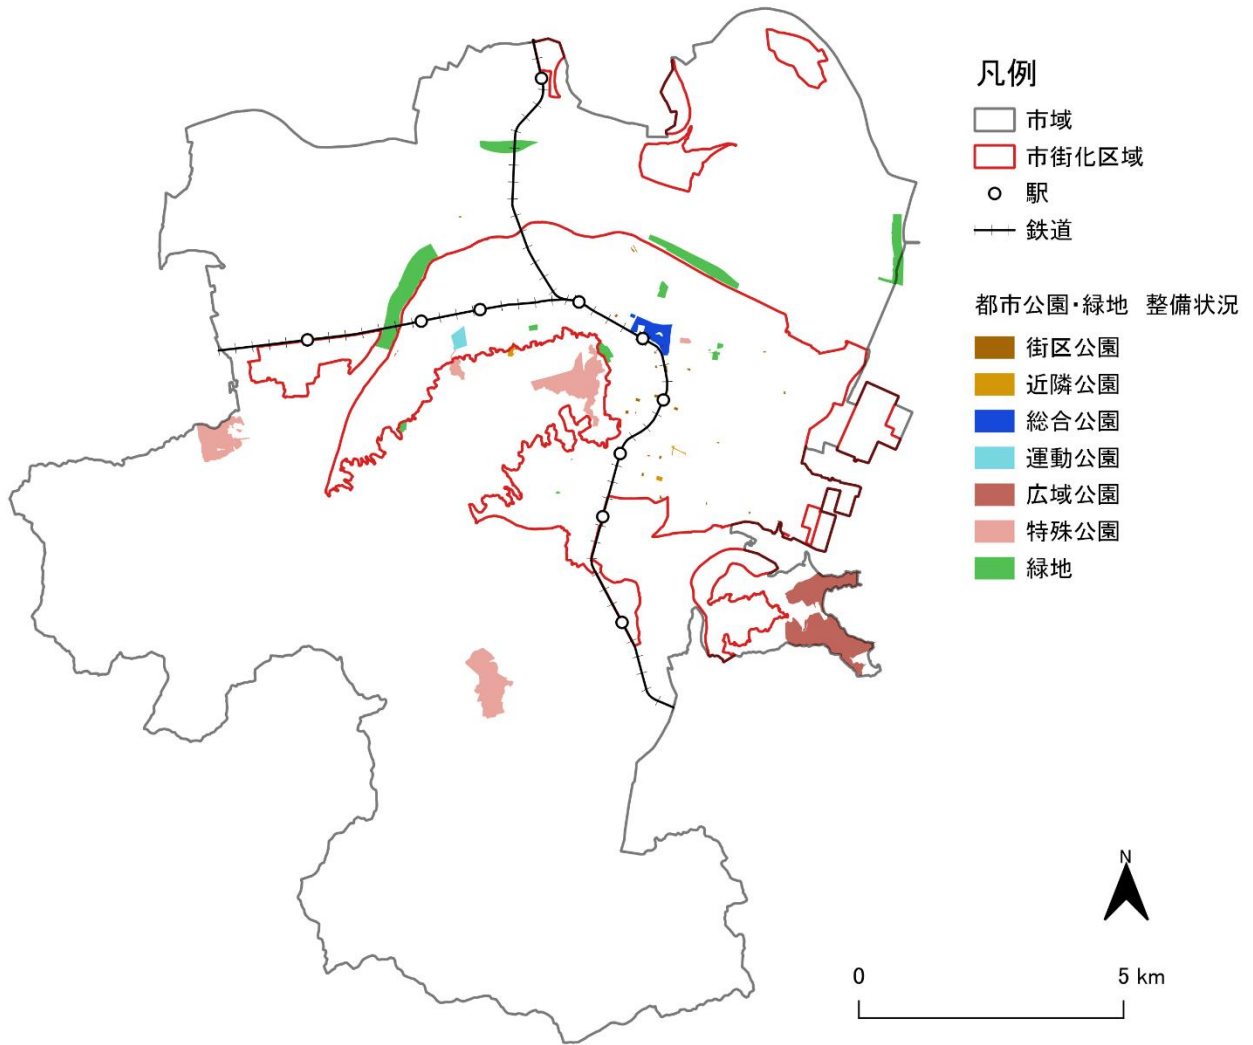 凡例
市域
市街化区域
駅
鉄道
都市公園・緑地 整備状況
街区公園
近隣公園
総合公園
運動公園
広域公園
特殊公園
緑地
N
0 5 km